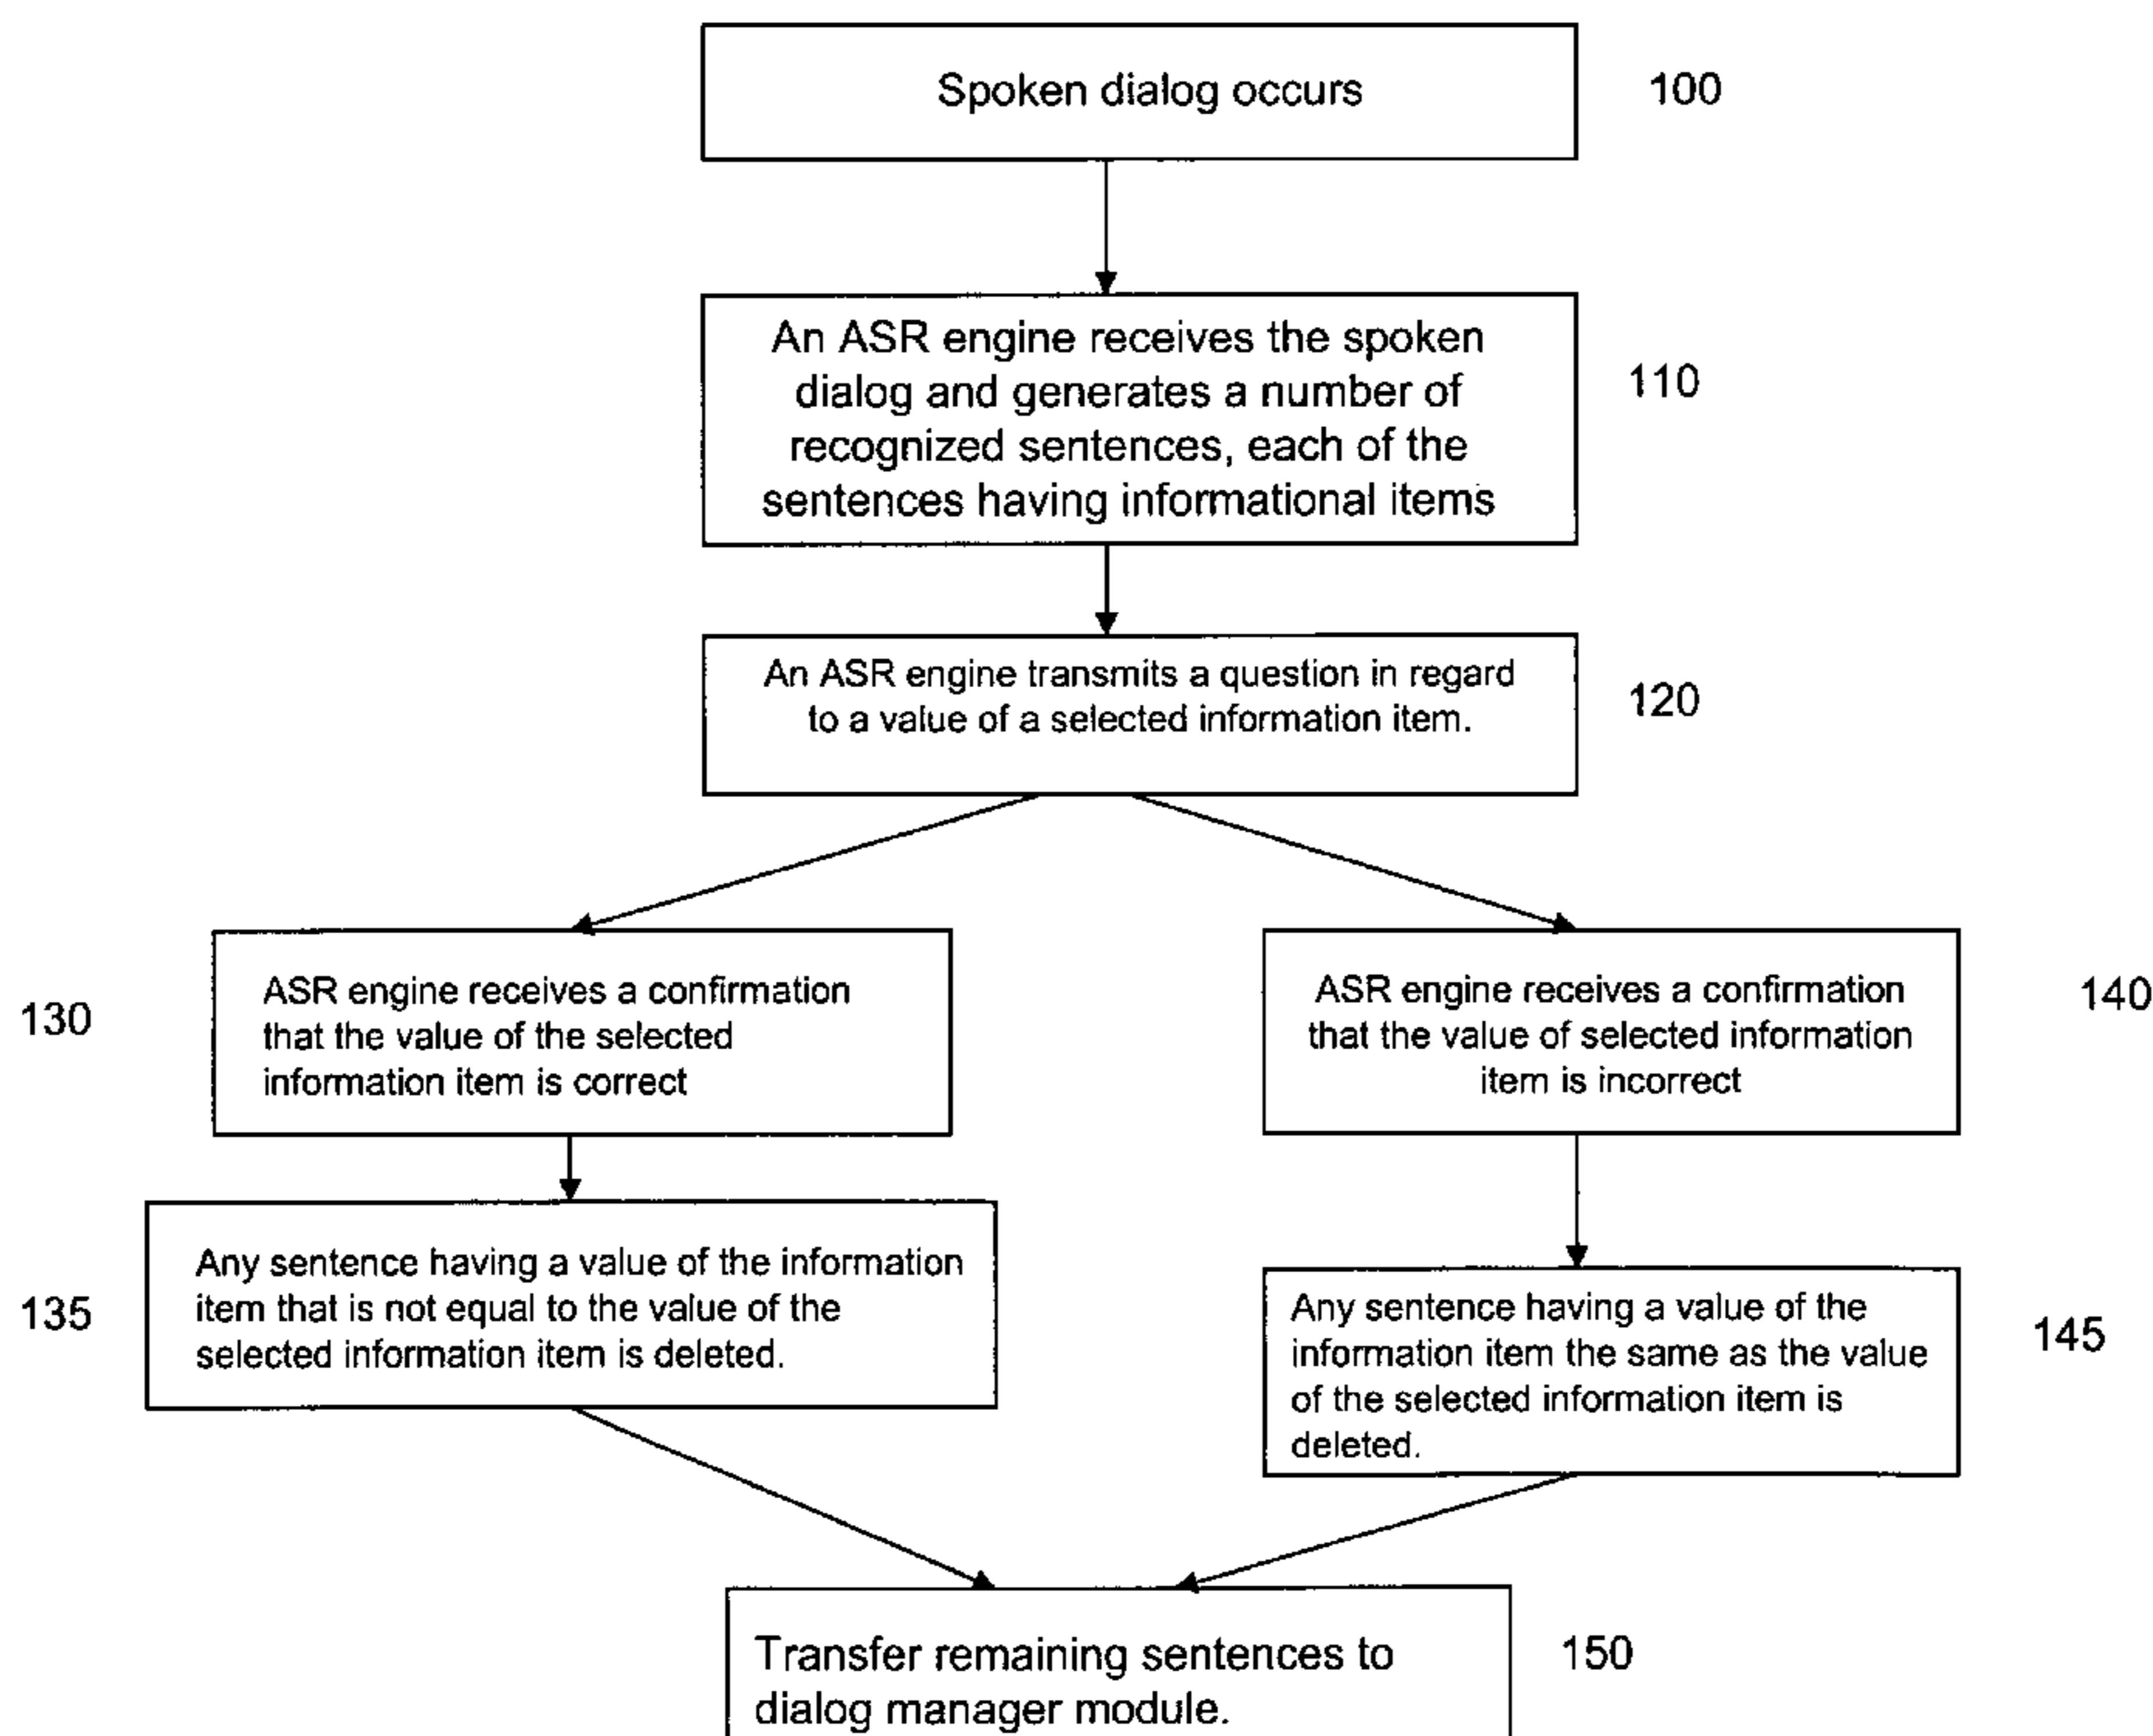 Spoken dialog occurs
100
An ASR engine receives the spoken
dialog and generates a number of
recognized sentences, each of the
sentences having informational items
110
An ASR engine transmits a question in regard
to a value of a selected information item.
120
130
ASR engine receives a confirmation
that the value of the selected
information item is correct
ASR engine receives a confirmation
that the value of selected information
item is incorrect
140
135
Any sentence having a value of the information
item that is not equal to the value of the
selected information item is deleted.
Any sentence having a value of the
information item the same as the value
of the selected information item is
deleted.
145
Transfer remaining sentences to
dialog manager module.
150